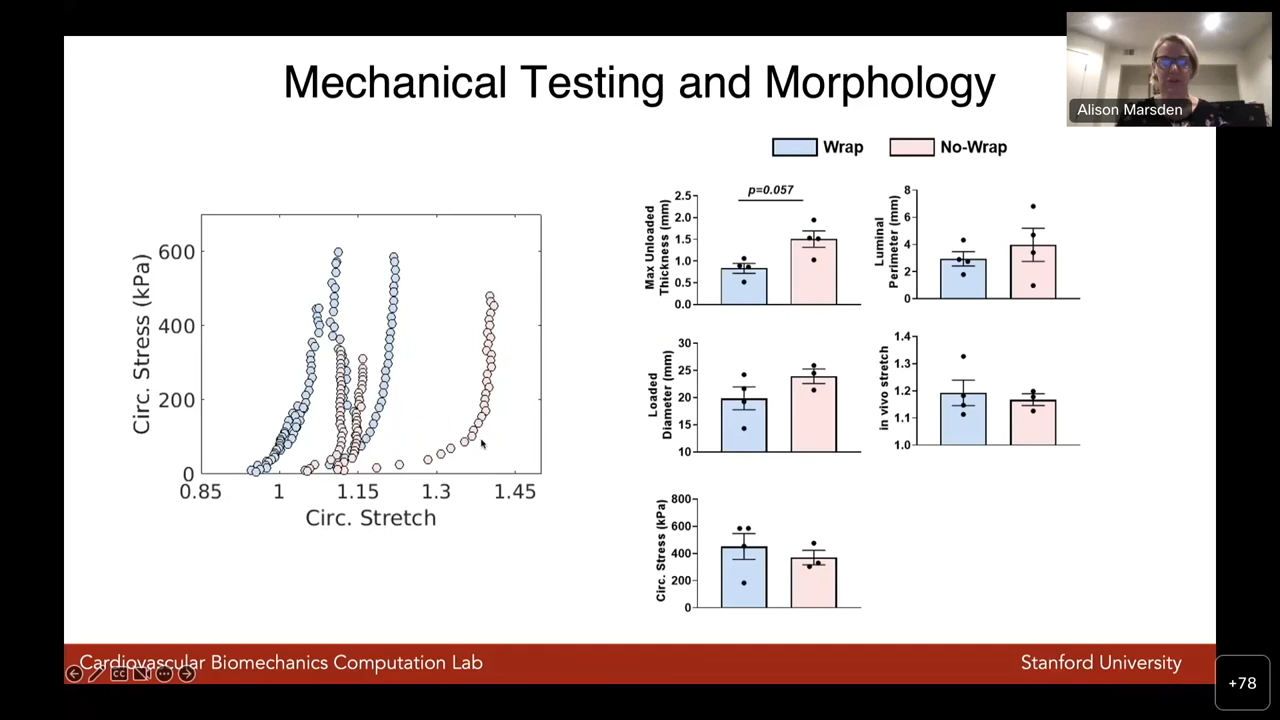 Mechanical Testing and Morphology
Alison Marsden
Wrap
No-Wrap
Circ. Stress (kPa)
600
400
200
0
0.85
1
1.15
1.3
1.45
Circ. Stretch
p=0.057
Max Unloaded
Thickness (mm)
2.5
2.0
1.5
1.0
0.5
0.0
Luminal
Perimeter (mm)
8
6
4
2
0
Loaded
Diameter (mm)
30
25
20
15
10
in vivo stretch
1.4
1.3
1.2
1.1
1.0
Circ. Stress (kPa)
800
600
400
200
0
Cardiovascular Biomechanics Computation Lab
Stanford University
CC
+78